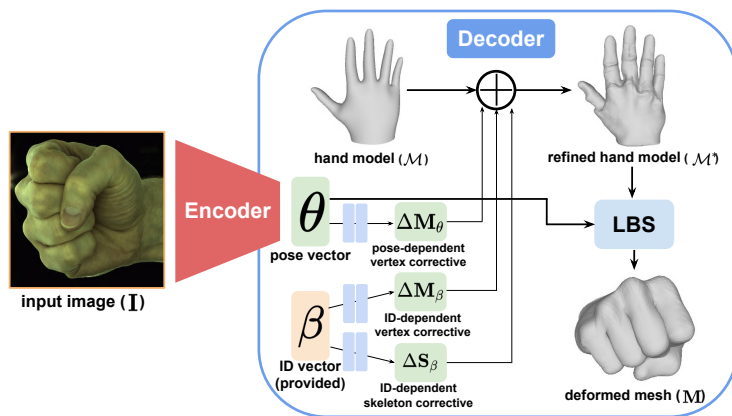 Decoder
hand model (ℳ)
refined hand model (ℳ*)
Encoder
θ
pose vector
ΔM_θ
pose-dependent
vertex corrective
LBS
input image (I)
β
ID vector
(provided)
ΔM_β
ID-dependent
vertex corrective
ΔS_β
ID-dependent
skeleton corrective
deformed mesh (M)